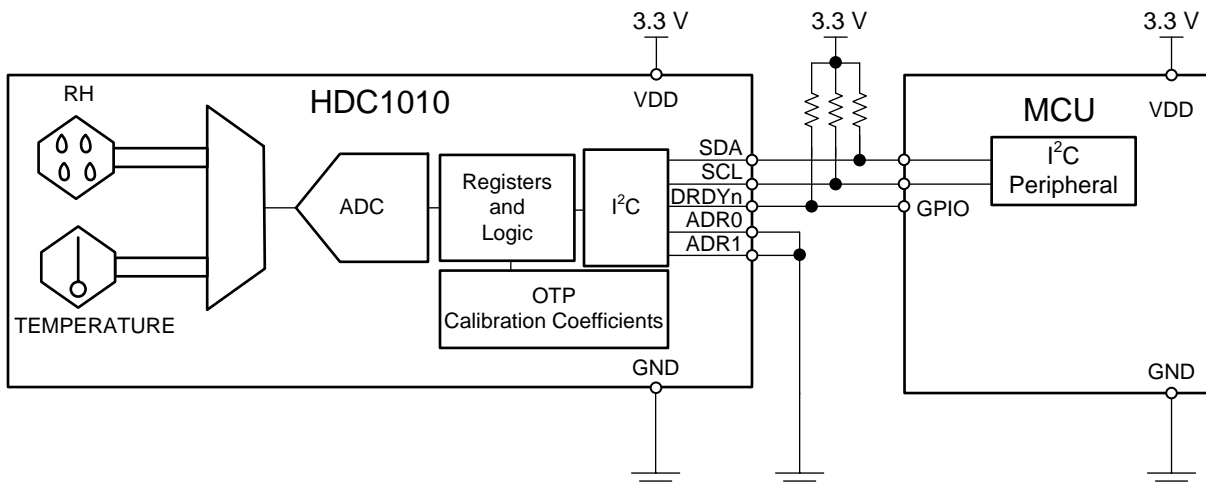 3.3 V
3.3 V
3.3 V
RH
HDC1010
VDD
MCU
VDD
SDA
SCL
DRDYn
ADR0
ADR1
ADC
Registers
and
Logic
I²C
I²C
Peripheral
GPIO
OTP
Calibration Coefficients
TEMPERATURE
GND
GND